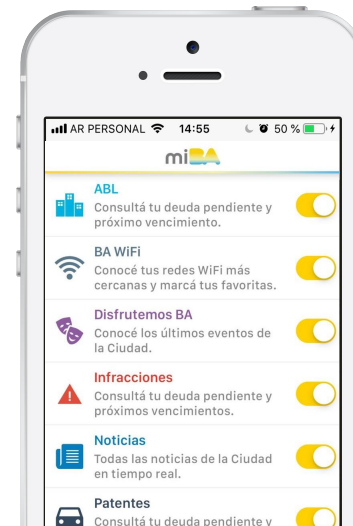 AR PERSONAL 14:55 50 %
miBA
ABL
Consultá tu deuda pendiente y
próximo vencimiento.
BA WiFi
Conocé tus redes WiFi más
cercanas y marcá tus favoritas.
Disfrutemos BA
Conocé los últimos eventos de
la Ciudad.
Infracciones
Consultá tu deuda pendiente y
próximos vencimientos.
Noticias
Todas las noticias de la Ciudad
en tiempo real.
Patentes
Consultá tu deuda pendiente y